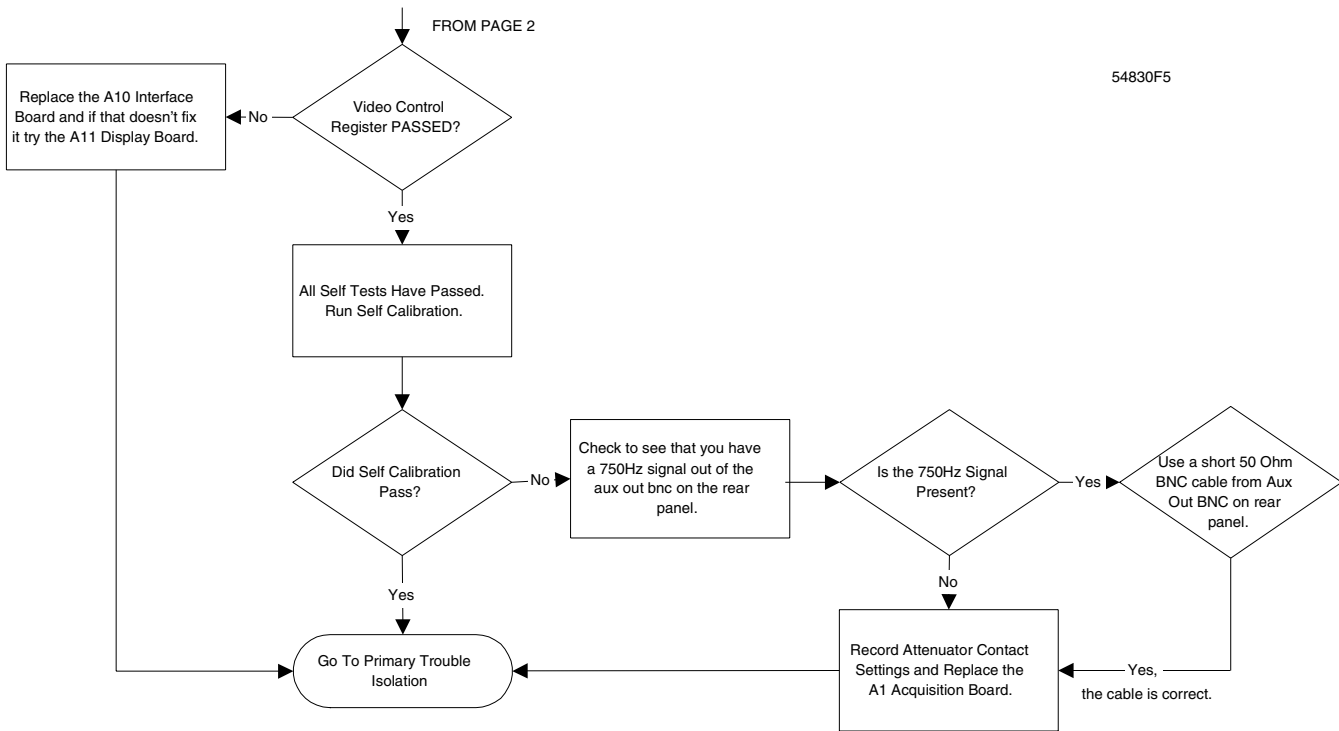 FROM PAGE 2
54830F5
Replace the A10 Interface
Board and if that doesn't fix
it try the A11 Display Board.
No
Video Control
Register PASSED?
Yes
All Self Tests Have Passed.
Run Self Calibration.
Did Self Calibration
Pass?
No
Check to see that you have
a 750Hz signal out of the
aux out bnc on the rear
panel.
Is the 750Hz Signal
Present?
Yes
Use a short 50 Ohm
BNC cable from Aux
Out BNC on rear
panel.
Yes
No
Go To Primary Trouble
Isolation
Record Attenuator Contact
Settings and Replace the
A1 Acquisition Board.
Yes,
the cable is correct.